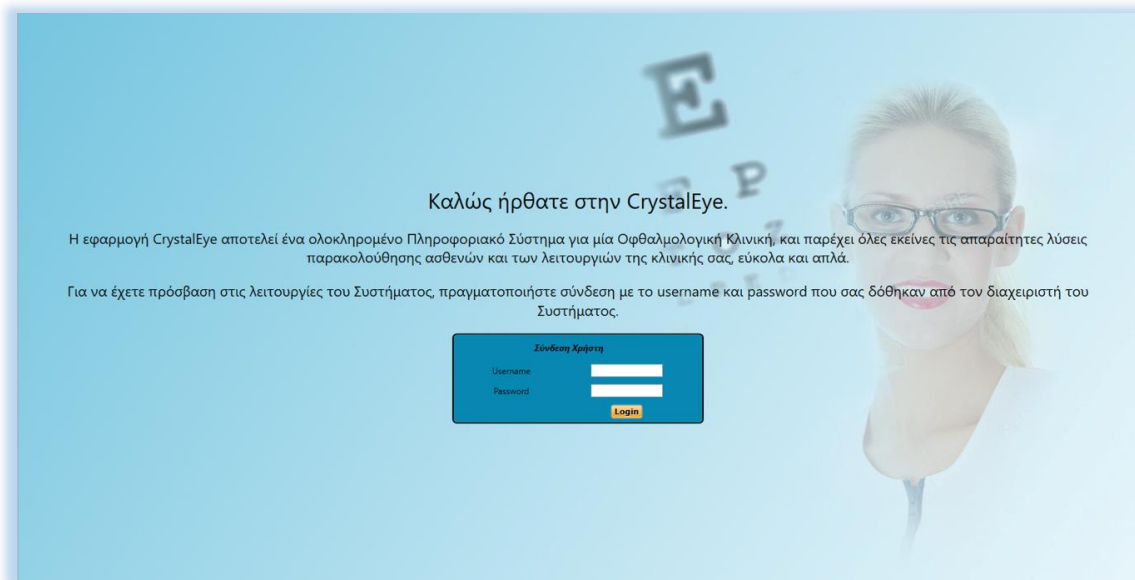 E
E P
T O Z
Καλώς ήρθατε στην CrystalEye.
Η εφαρμογή CrystalEye αποτελεί ένα ολοκληρομένο Πληροφοριακό Σύστημα για μία Οφθαλμολογική Κλινική, και παρέχει όλες εκείνες τις απαραίτητες λύσεις
παρακολούθησης ασθενών και των λειτουργιών της κλινικής σας, εύκολα και απλά.
Για να έχετε πρόσβαση στις λειτουργίες του Συστήματος, πραγματοποιήστε σύνδεση με το username και password που σας δόθηκαν από τον διαχειριστή του
Συστήματος.
Σύνδεση Χρήστη
Username
Password
Login